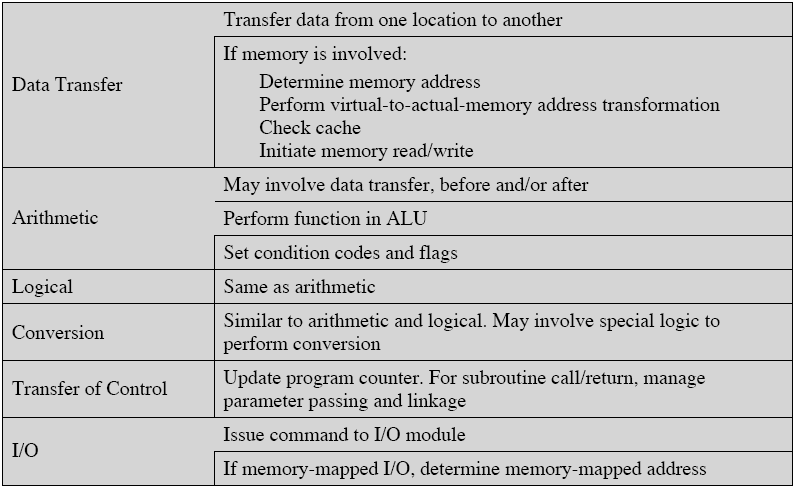 Data Transfer
Transfer data from one location to another
If memory is involved:
Determine memory address
Perform virtual-to-actual-memory address transformation
Check cache
Initiate memory read/write
Arithmetic
May involve data transfer, before and/or after
Perform function in ALU
Set condition codes and flags
Logical
Same as arithmetic
Conversion
Similar to arithmetic and logical. May involve special logic to
perform conversion
Transfer of Control
Update program counter. For subroutine call/return, manage
parameter passing and linkage
I/O
Issue command to I/O module
If memory-mapped I/O, determine memory-mapped address